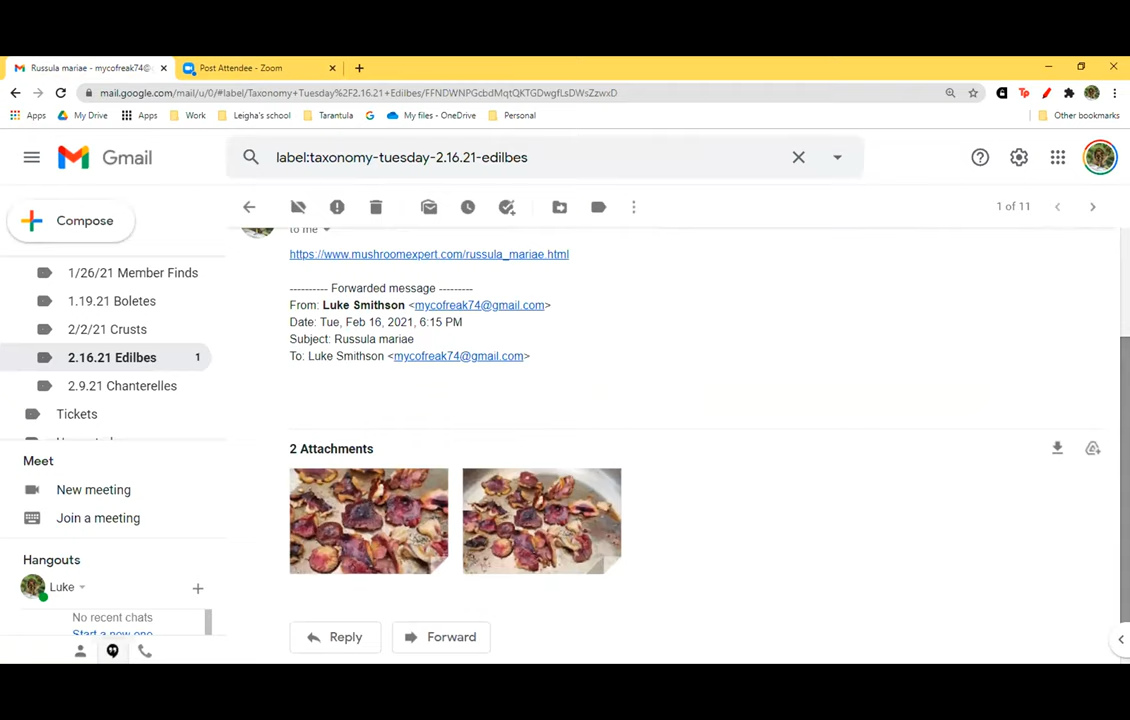 Russula mariae - mycofreak74@
Post Attendee - Zoom
mail.google.com/mail/u/0/#label/Taxonomy+Tuesday%2F2.16.21+Edilbes/FFNDWNPGcbdMqtQKTGDwgfLsDWsZzwxD
Apps My Drive Apps Work Leigha's school Tarantula My files - OneDrive Personal Other bookmarks
Gmail
label:taxonomy-tuesday-2.16.21-edilbes
Compose
1 of 11
1/26/21 Member Finds
1.19.21 Boletes
2/2/21 Crusts
2.16.21 Edilbes 1
2.9.21 Chanterelles
Tickets
Meet
New meeting
Join a meeting
Hangouts
Luke
No recent chats
Start a new one
to me
https://www.mushroomexpert.com/russula_mariae.html
---------- Forwarded message ---------
From: Luke Smithson <mycofreak74@gmail.com>
Date: Tue, Feb 16, 2021, 6:15 PM
Subject: Russula mariae
To: Luke Smithson <mycofreak74@gmail.com>
2 Attachments
Reply
Forward